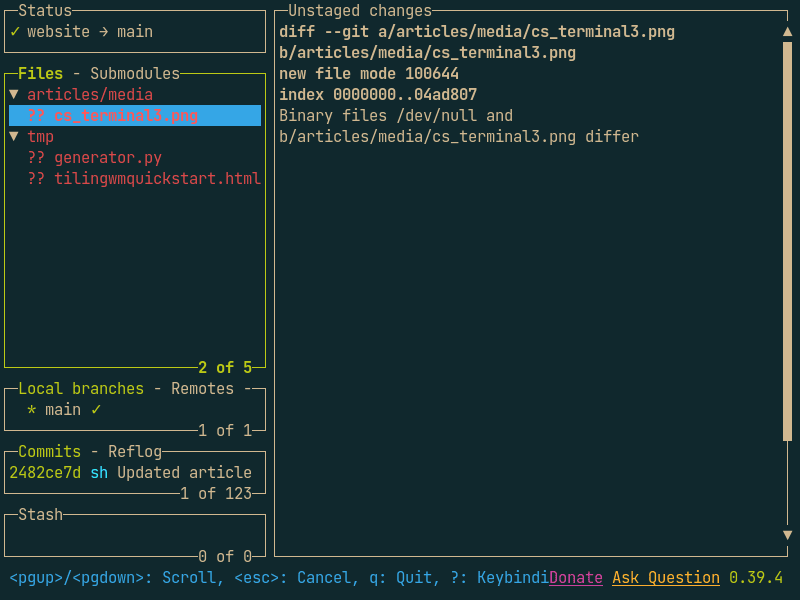 Status
✓ website → main
Files - Submodules
▼ articles/media
?? cs_terminal3.png
▼ tmp
?? generator.py
?? tilingwmquickstart.html
2 of 5
Local branches - Remotes -
* main ✓
1 of 1
Commits - Reflog
2482ce7d sh Updated article
1 of 123
Stash
0 of 0
Unstaged changes
diff --git a/articles/media/cs_terminal3.png
b/articles/media/cs_terminal3.png
new file mode 100644
index 0000000..04ad807
Binary files /dev/null and
b/articles/media/cs_terminal3.png differ
<pgup>/<pgdown>: Scroll, <esc>: Cancel, q: Quit, ?: KeybindiDonate Ask Question 0.39.4